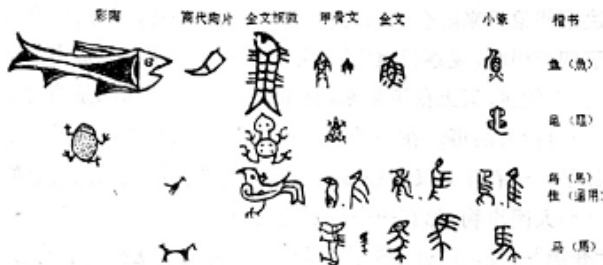 彩陶 商代陶片 金文族徽 甲骨文 金文 小篆 楷书
鱼（魚）
黾（黽）
鸟（鳥）
隹（通用）
马（馬）